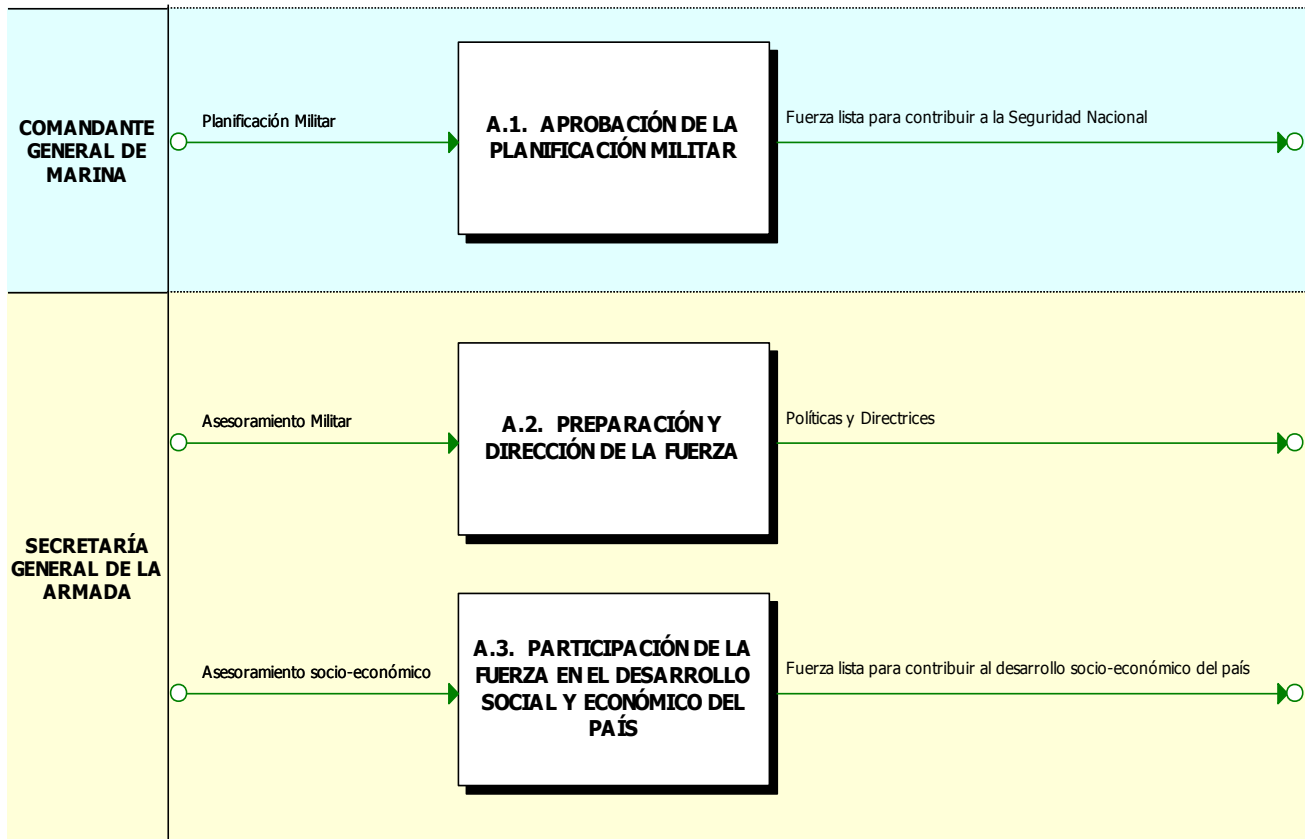 COMANDANTE
GENERAL DE
MARINA
Planificación Militar
A.1. APROBACIÓN DE LA
PLANIFICACIÓN MILITAR
Fuerza lista para contribuir a la Seguridad Nacional
SECRETARÍA
GENERAL DE LA
ARMADA
Asesoramiento Militar
A.2. PREPARACIÓN Y
DIRECCIÓN DE LA FUERZA
Políticas y Directrices
Asesoramiento socio-económico
A.3. PARTICIPACIÓN DE LA
FUERZA EN EL DESARROLLO
SOCIAL Y ECONÓMICO DEL
PAÍS
Fuerza lista para contribuir al desarrollo socio-económico del país